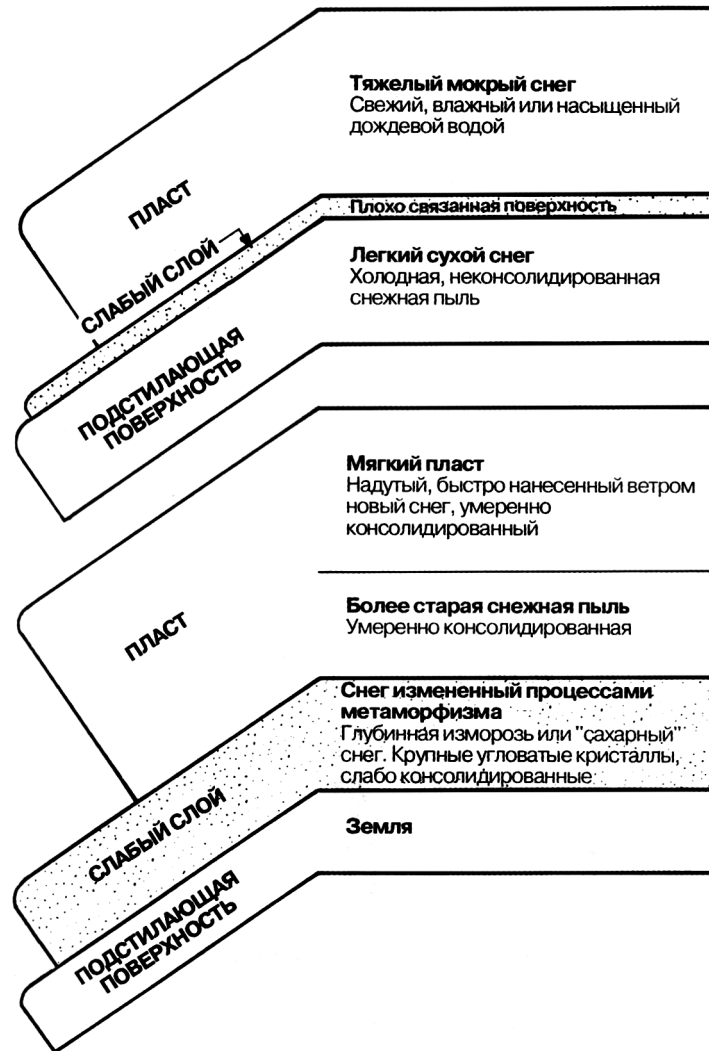 Тяжелый мокрый снег
Свежий, влажный или насыщенный
дождевой водой
ПЛАСТ
Плохо связанная поверхность
СЛАБЫЙ СЛОЙ
Легкий сухой снег
Холодная, неконсолидированная
снежная пыль
ПОДСТИЛАЮЩАЯ
ПОВЕРХНОСТЬ
Мягкий пласт
Надутый, быстро нанесенный ветром
новый снег, умеренно
консолидированный
ПЛАСТ
Более старая снежная пыль
Умеренно консолидированная
Снег измененный процессами
метаморфизма
Глубинная изморозь или "сахарный"
снег. Крупные угловатые кристаллы,
слабо консолидированные
СЛАБЫЙ СЛОЙ
Земля
ПОДСТИЛАЮЩАЯ
ПОВЕРХНОСТЬ